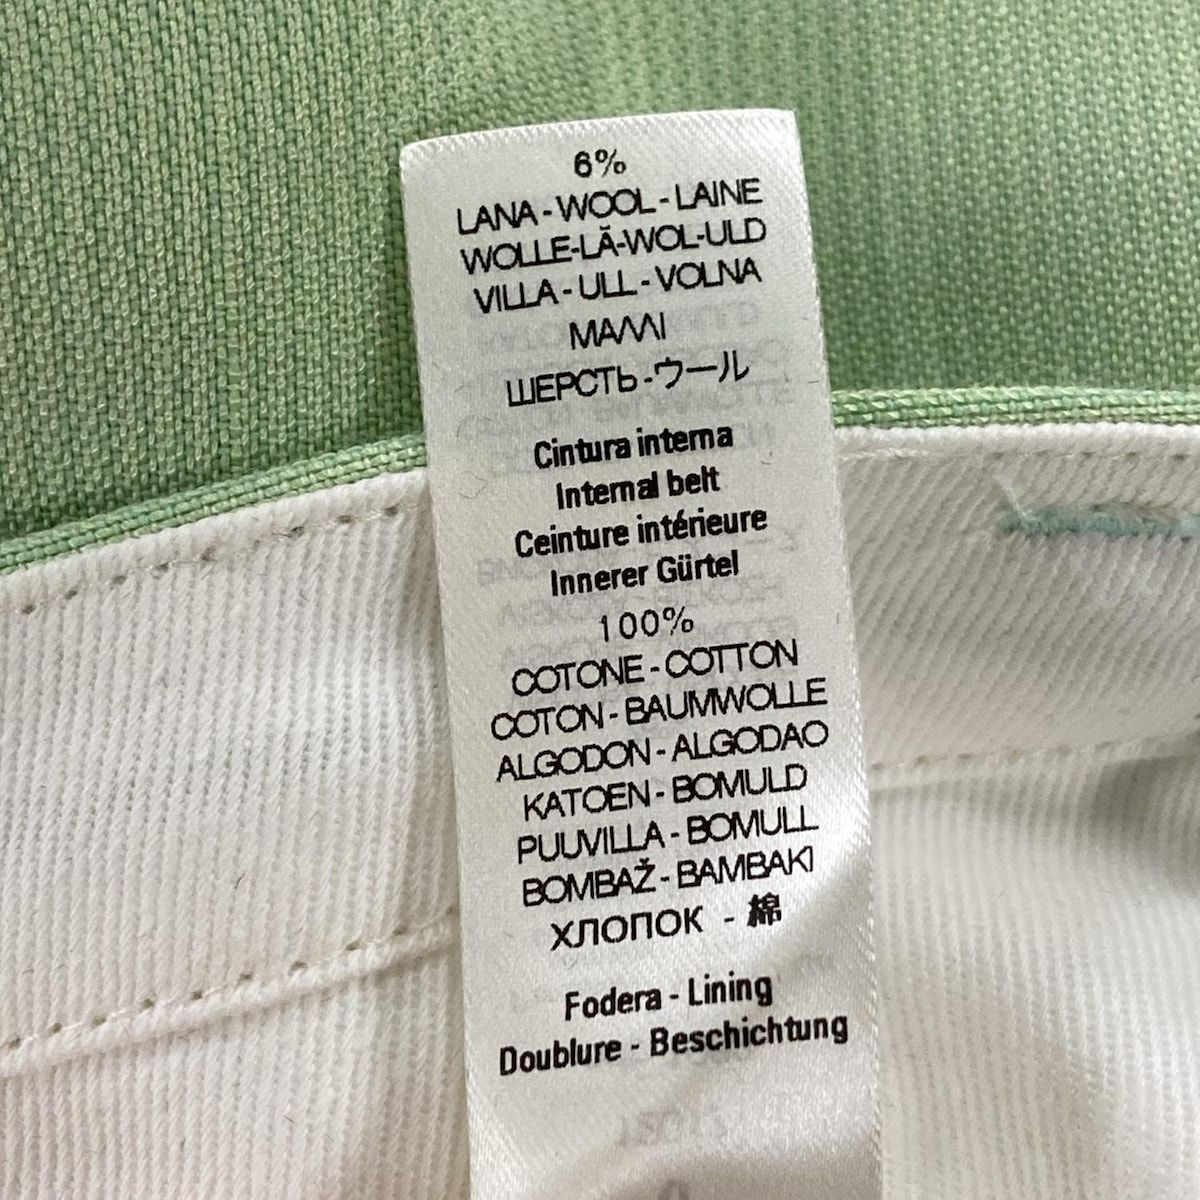 6%
LANA - WOOL - LAINE
WOLLE-LĂ-WOL-ULD
VILLA - ULL - VOLNA
ΜΑΛΛΙ
ШЕРСТЬ - ウール
Cintura interna
Internal belt
Ceinture intérieure
Innerer Gürtel
100%
COTONE - COTTON
COTON - BAUMWOLLE
ALGODON - ALGODAO
KATOEN - BOMULD
PUUVILLA - BOMULL
BOMBAŽ - BAMBAKI
ХЛОПОК - 棉
Fodera - Lining
Doublure - Beschichtung